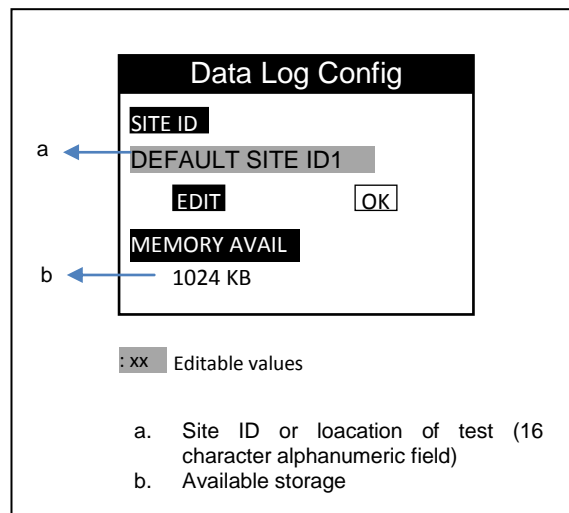 Data Log Config
SITE ID
a
DEFAULT SITE ID1
EDIT OK
MEMORY AVAIL
b
1024 KB
: xx Editable values
a. Site ID or loacation of test (16
character alphanumeric field)
b. Available storage